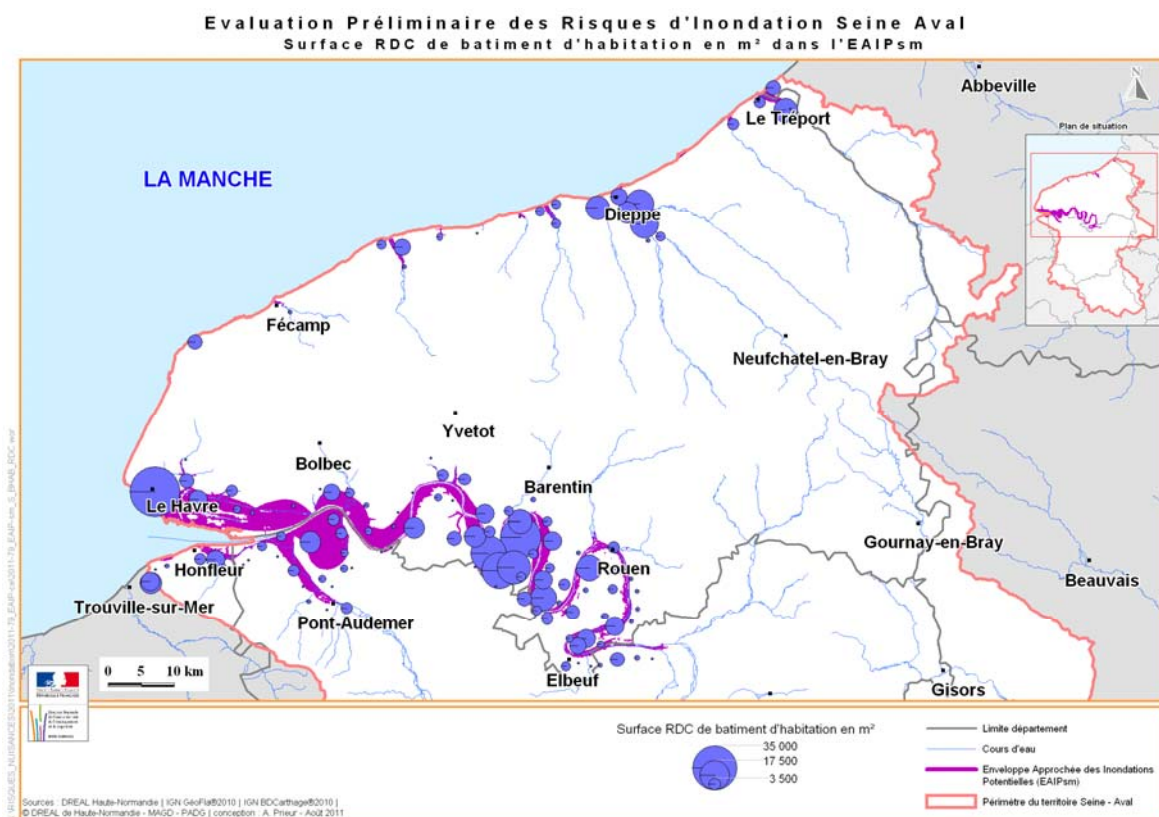 Evaluation Préliminaire des Risques d'Inondation Seine Aval
Surface RDC de batiment d'habitation en m² dans l'EAIPsm
Abbeville
N
Le Tréport
Plan de situation
LA MANCHE
Dieppe
Fécamp
Neufchatel-en-Bray
Yvetot
Bolbec
Barentin
Le Havre
Gournay-en-Bray
Rouen
Honfleur
Beauvais
Trouville-sur-Mer
Pont-Audemer
0 5 10 km
Elbeuf
Gisors
Surface RDC de batiment d'habitation en m²
35 000
17 500
3 500
Limite département
Cours d'eau
Enveloppe Approchée des Inondations
Potentielles (EAIPsm)
Périmètre du territoire Seine - Aval
Sources : DREAL Haute-Normandie | IGN GéoFla®2010 | IGN BDCarthage®2010 |
© DREAL de Haute-Normandie - MAGD - PADG | conception : A. Prieur - Août 2011